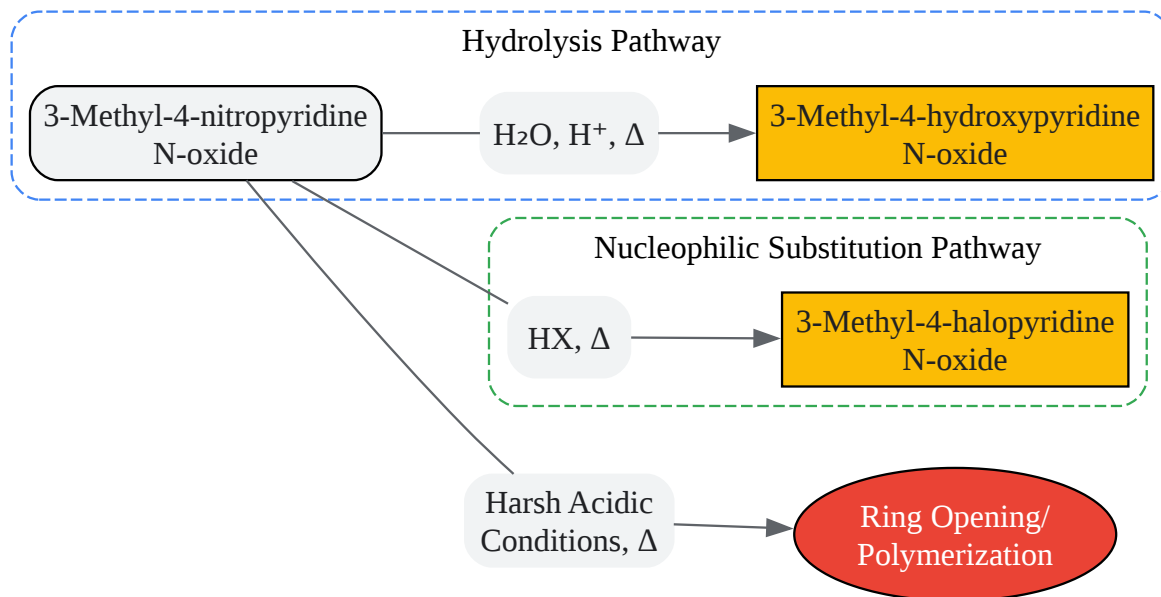 Hydrolysis Pathway
3-Methyl-4-nitropyridine
N-oxide
H₂O, H⁺, Δ
3-Methyl-4-hydroxypyridine
N-oxide
Nucleophilic Substitution Pathway
HX, Δ
3-Methyl-4-halopyridine
N-oxide
Harsh Acidic
Conditions, Δ
Ring Opening/
Polymerization